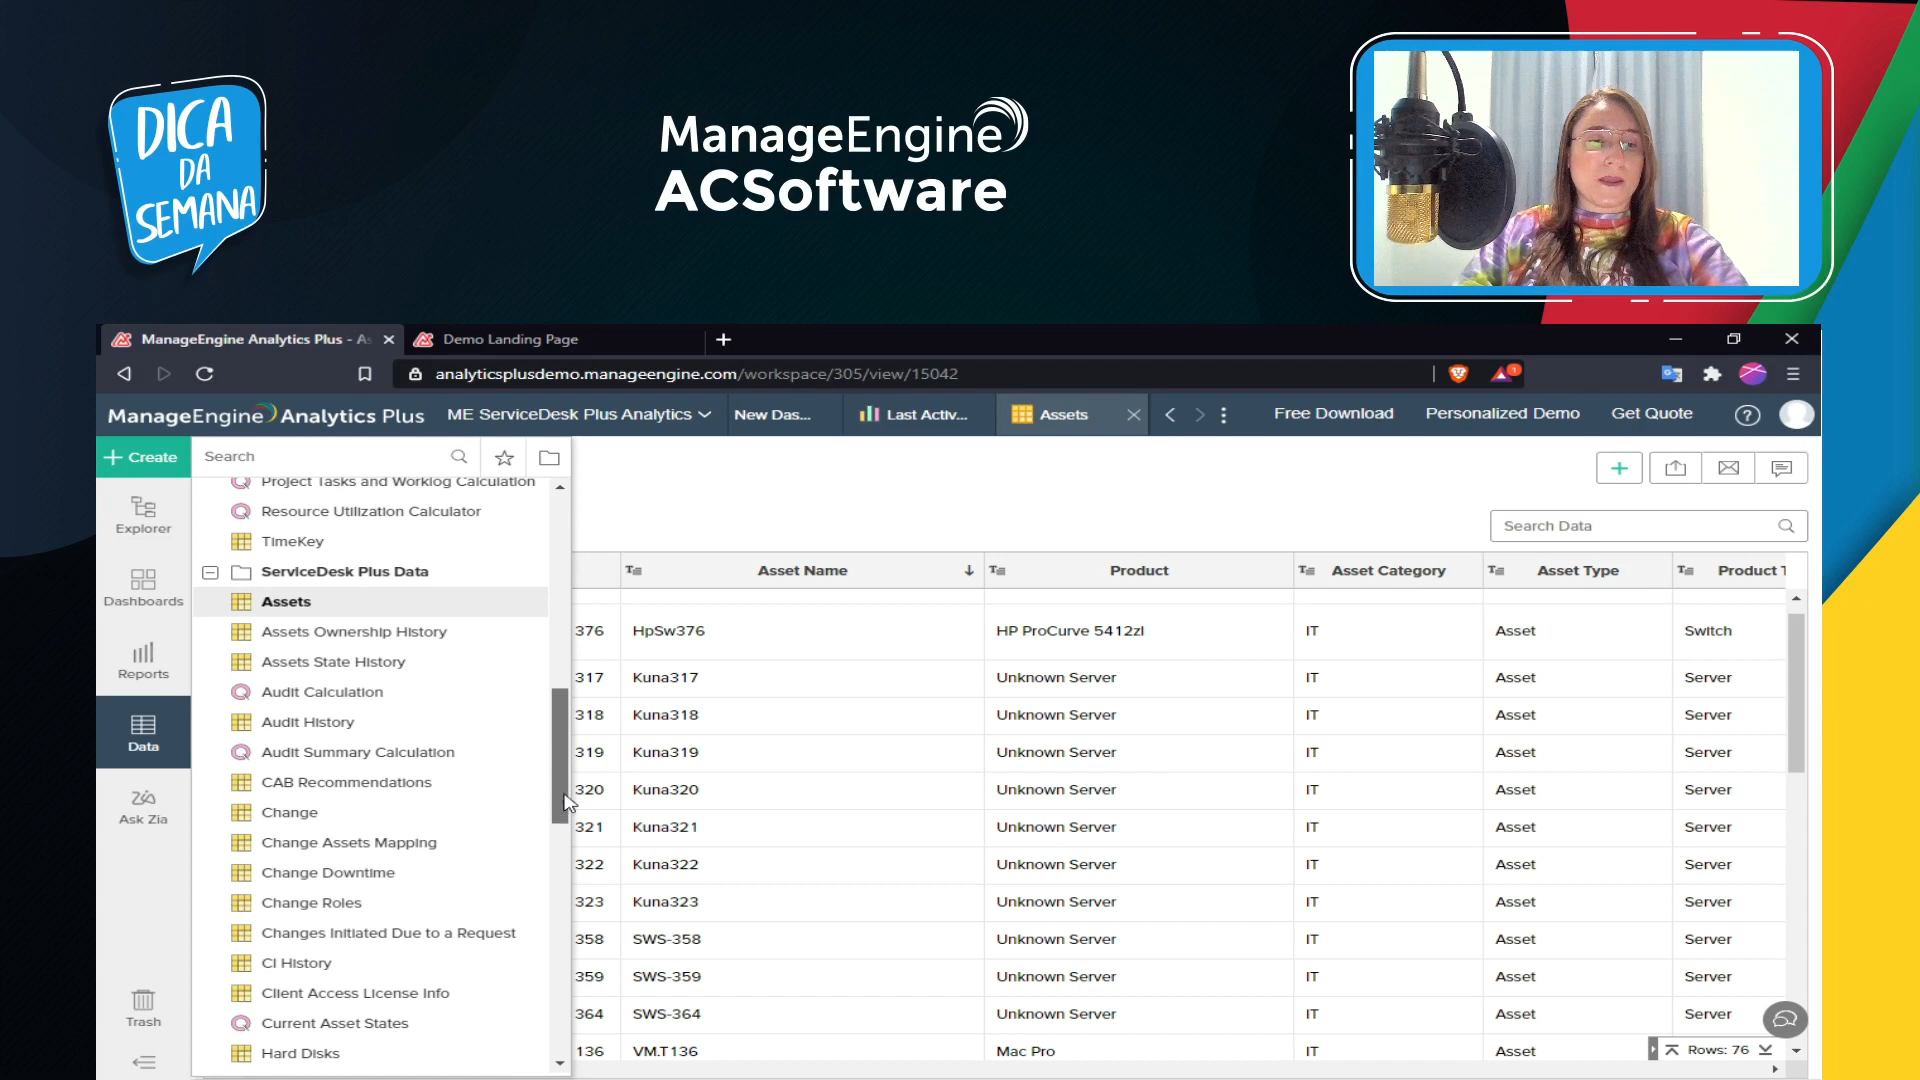 DICA
DA
SEMANA
ManageEngine
ACSoftware
ManageEngine Analytics Plus - As
Demo Landing Page
analyticsplusdemo.manageengine.com/workspace/305/view/15042
1
ManageEngine Analytics Plus
ME ServiceDesk Plus Analytics
New Das...
Last Activ...
Assets
Free Download
Personalized Demo
Get Quote
Create
Search
Explorer
Dashboards
Reports
Data
Ask Zia
Trash
Project Tasks and Worklog Calculation
Resource Utilization Calculator
TimeKey
ServiceDesk Plus Data
Assets
Assets Ownership History
Assets State History
Audit Calculation
Audit History
Audit Summary Calculation
CAB Recommendations
Change
Change Assets Mapping
Change Downtime
Change Roles
Changes Initiated Due to a Request
CI History
Client Access License Info
Current Asset States
Hard Disks
Search Data
Asset Name Product Asset Category Asset Type Product T
376 HpSw376 HP ProCurve 5412zl IT Asset Switch
317 Kuna317 Unknown Server IT Asset Server
318 Kuna318 Unknown Server IT Asset Server
319 Kuna319 Unknown Server IT Asset Server
320 Kuna320 Unknown Server IT Asset Server
321 Kuna321 Unknown Server IT Asset Server
322 Kuna322 Unknown Server IT Asset Server
323 Kuna323 Unknown Server IT Asset Server
358 SWS-358 Unknown Server IT Asset Server
359 SWS-359 Unknown Server IT Asset Server
364 SWS-364 Unknown Server IT Asset Server
136 VM.T136 Mac Pro IT Asset
Rows: 76